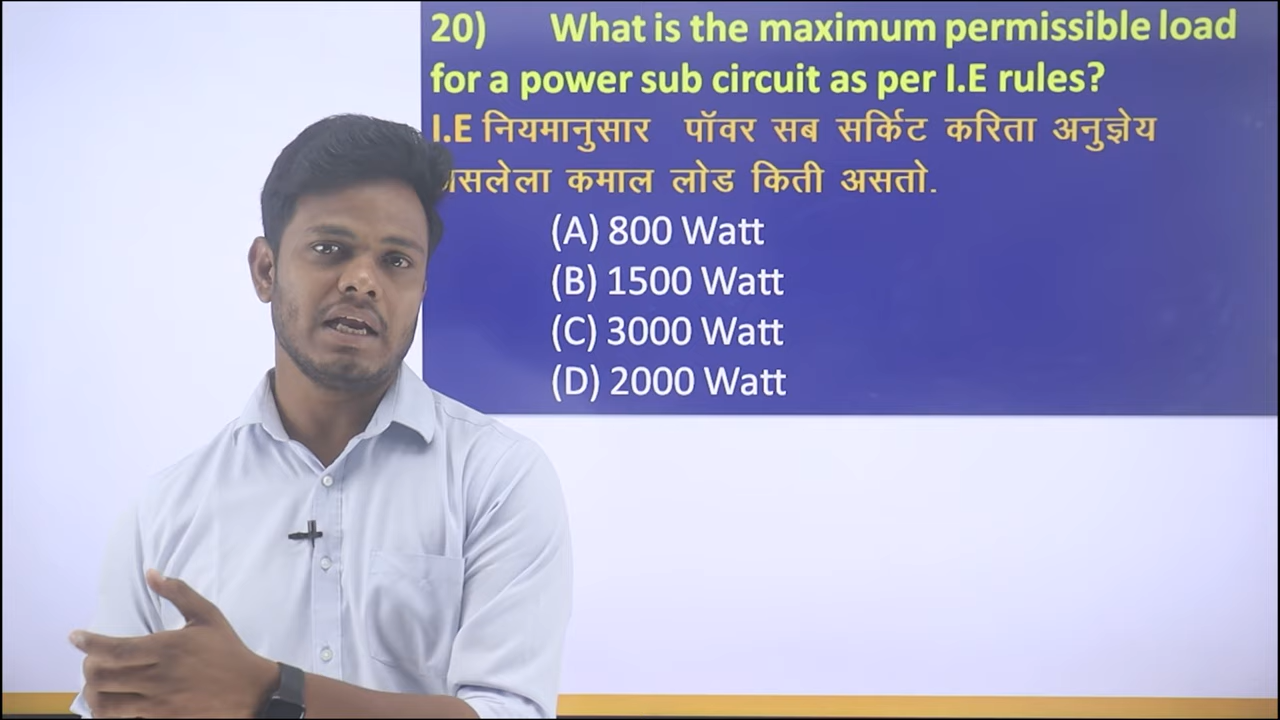 20) What is the maximum permissible load
for a power sub circuit as per I.E rules?
I.E नियमानुसार पॉवर सब सर्किट करिता अनुज्ञेय
कमाल लोड किती असतो.
(A) 800 Watt
(B) 1500 Watt
(C) 3000 Watt
(D) 2000 Watt